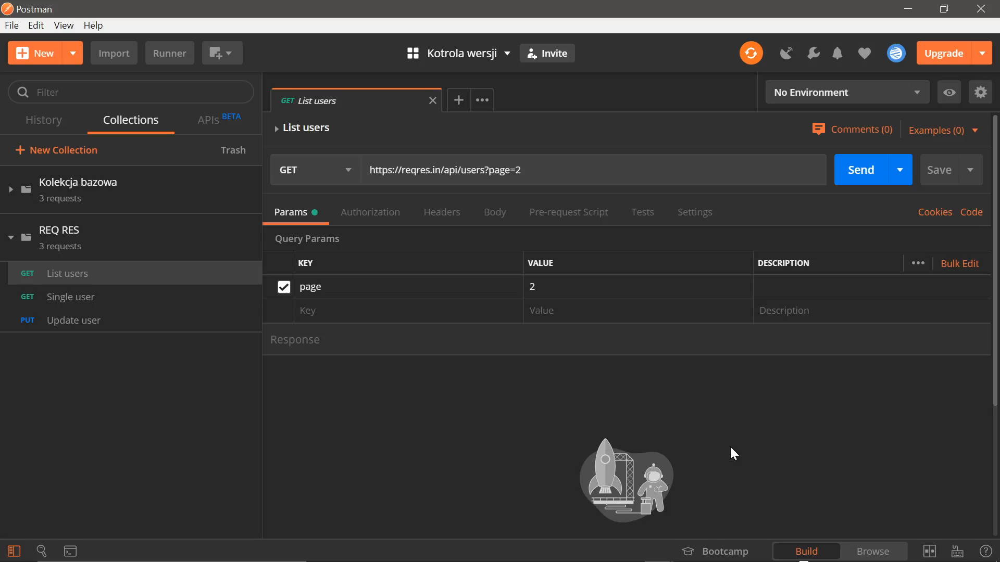 Postman
File Edit View Help
New Import Runner Kotrola wersji Invite Upgrade
Filter
History Collections APIs BETA
New Collection Trash
Kolekcja bazowa
3 requests
REQ RES
3 requests
GET List users
GET Single user
PUT Update user
GET List users
No Environment
List users
Comments (0) Examples (0)
GET https://reqres.in/api/users?page=2 Send Save
Params Authorization Headers Body Pre-request Script Tests Settings Cookies Code
Query Params
KEY VALUE DESCRIPTION Bulk Edit
page 2
Key Value Description
Response
Bootcamp Build Browse